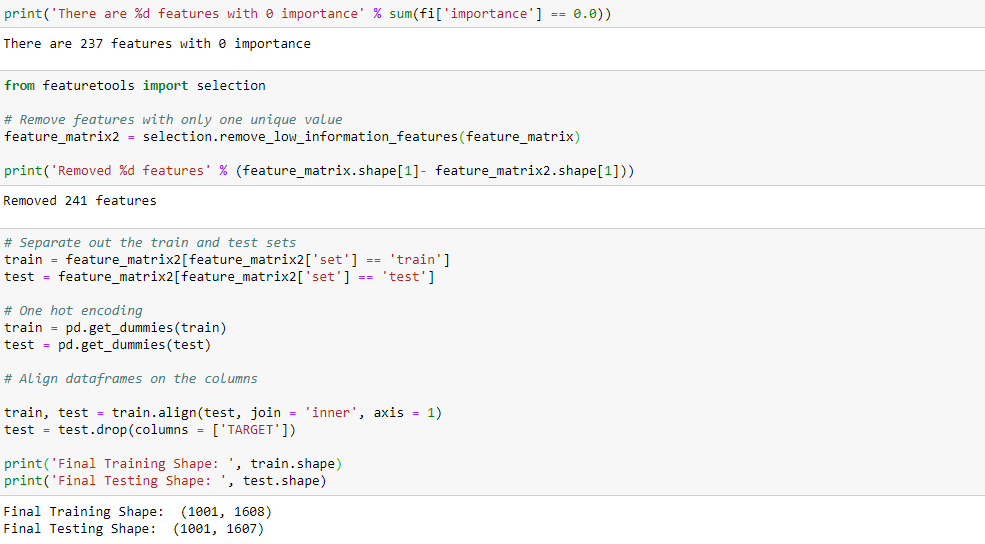 print('There are %d features with 0 importance' % sum(fi['importance'] == 0.0))
There are 237 features with 0 importance
from featuretools import selection
# Remove features with only one unique value
feature_matrix2 = selection.remove_low_information_features(feature_matrix)
print('Removed %d features' % (feature_matrix.shape[1]- feature_matrix2.shape[1]))
Removed 241 features
# Separate out the train and test sets
train = feature_matrix2[feature_matrix2['set'] == 'train']
test = feature_matrix2[feature_matrix2['set'] == 'test']
# One hot encoding
train = pd.get_dummies(train)
test = pd.get_dummies(test)
# Align dataframes on the columns
train, test = train.align(test, join = 'inner', axis = 1)
test = test.drop(columns = ['TARGET'])
print('Final Training Shape: ', train.shape)
print('Final Testing Shape: ', test.shape)
Final Training Shape:  (1001, 1608)
Final Testing Shape:  (1001, 1607)